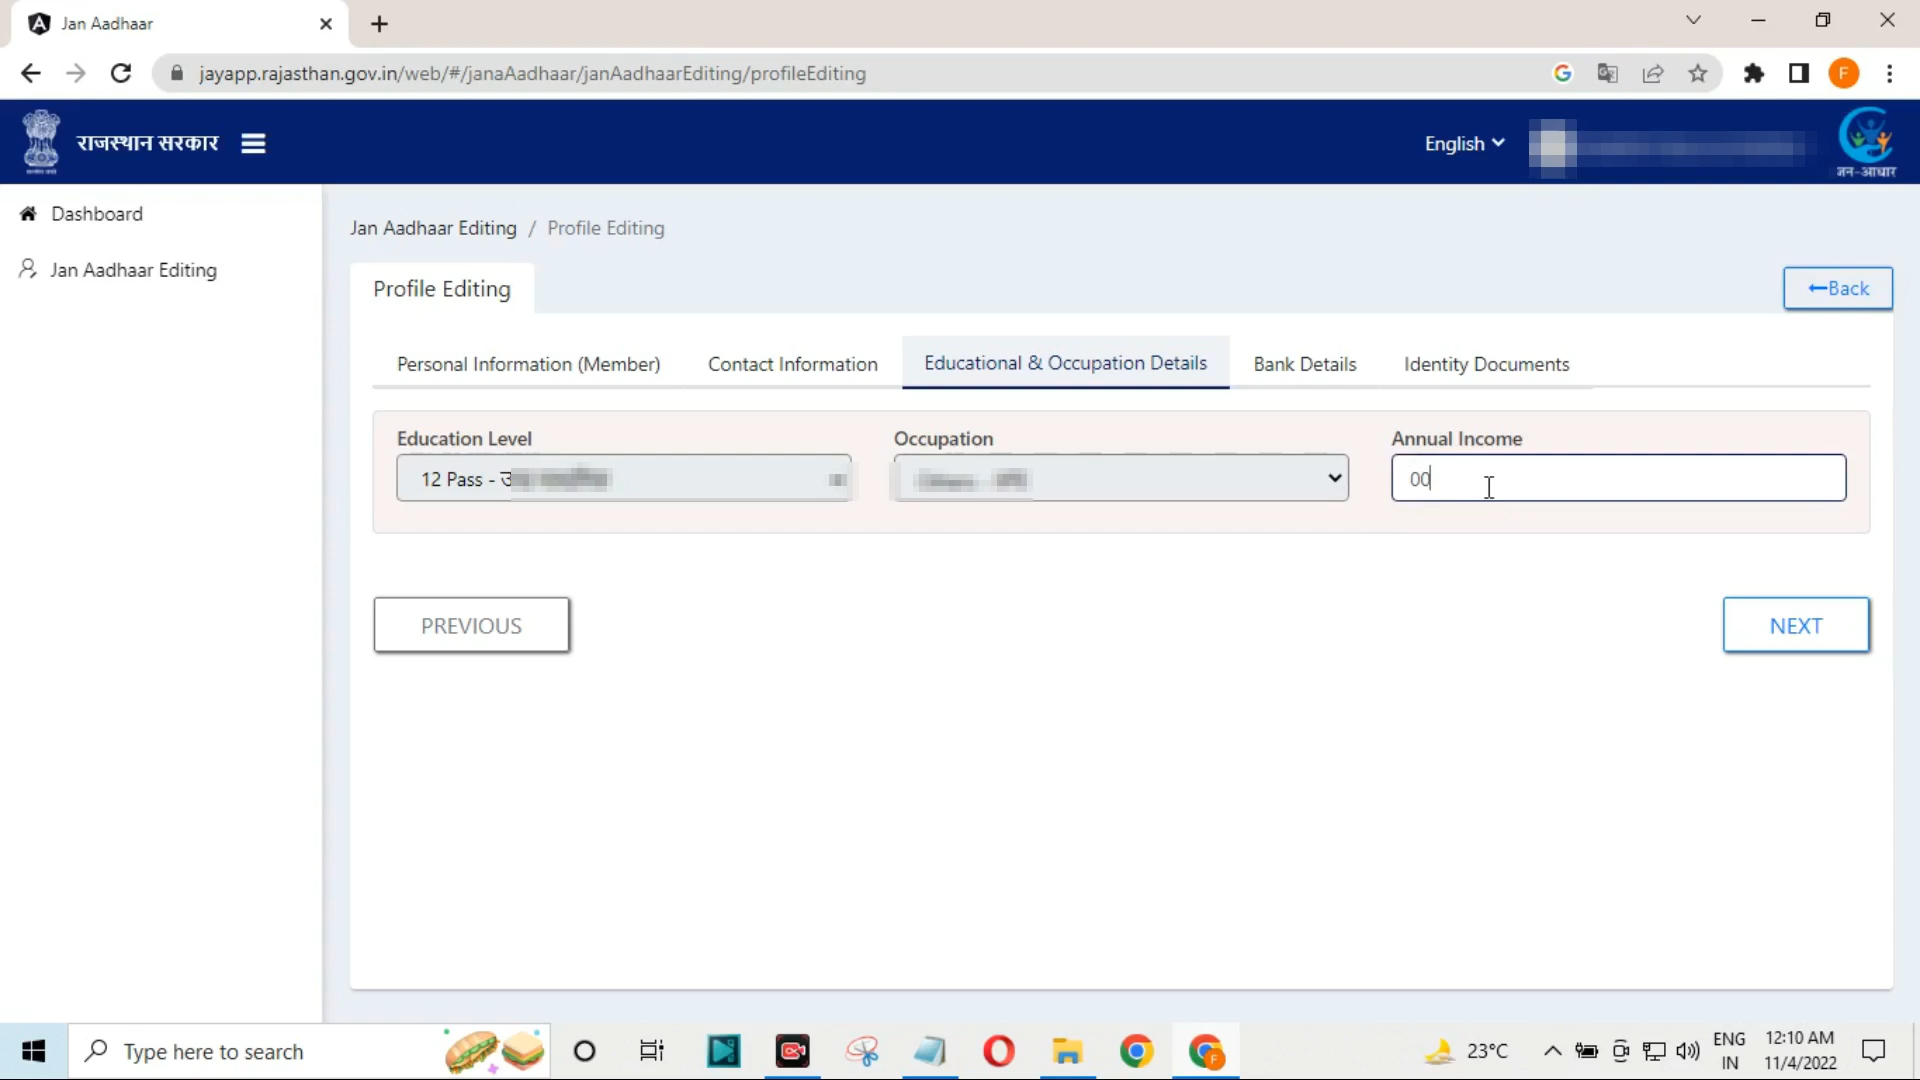 Jan Aadhaar
jayapp.rajasthan.gov.in/web/#/janaAadhaar/janAadhaarEditing/profileEditing
F
राजस्थान सरकार
English
जन-आधार
Dashboard
Jan Aadhaar Editing
Jan Aadhaar Editing / Profile Editing
Profile Editing
Back
Personal Information (Member) Contact Information Educational & Occupation Details Bank Details Identity Documents
Education Level Occupation Annual Income
12 Pass - 00
PREVIOUS NEXT
Type here to search
23°C
ENG 12:10 AM
IN 11/4/2022